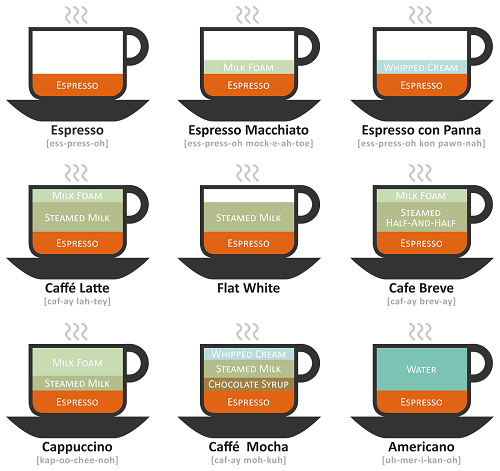 Espresso
Espresso
[ess-press-oh]
Milk Foam
Espresso
Espresso Macchiato
[ess-press-oh mock-e-ah-toe]
Whipped Cream
Espresso
Espresso con Panna
[ess-press-oh kon pawn-nah]
Milk Foam
Steamed Milk
Espresso
Caffé Latte
[caf-ay lah-tey]
Steamed Milk
Espresso
Flat White
Milk Foam
Steamed
Half-And-Half
Espresso
Cafe Breve
[caf-ay brev-ay]
Milk Foam
Steamed Milk
Espresso
Cappuccino
[kap-oo-chee-noh]
Whipped Cream
Steamed Milk
Chocolate Syrup
Espresso
Caffé Mocha
[caf-ay moh-kuh]
Water
Espresso
Americano
[uh-mer-i-kan-oh]